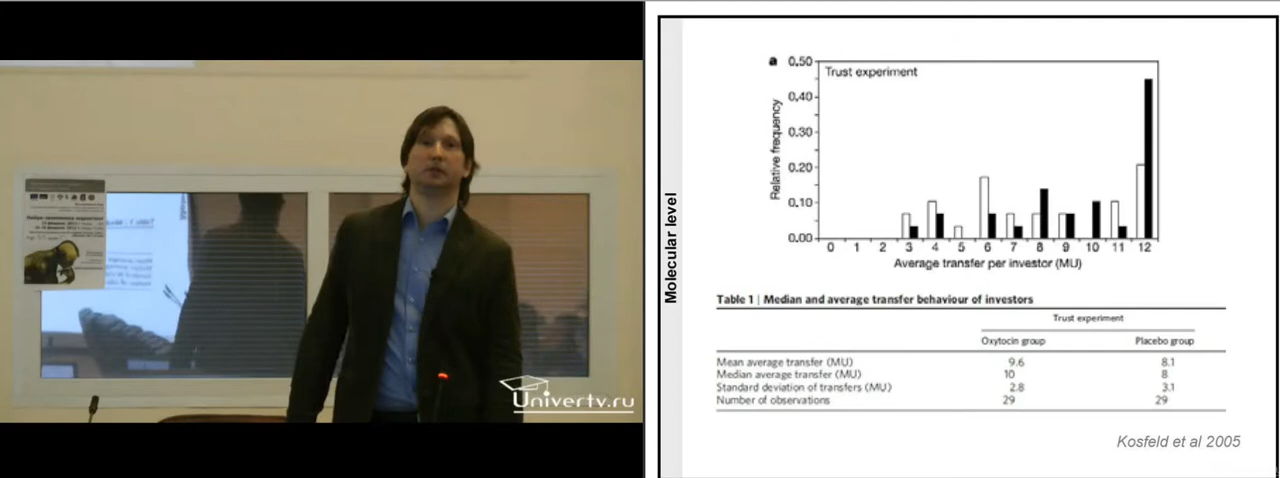 Univertv.ru
Molecular level
a
Trust experiment
Relative frequency
0.50
0.40
0.30
0.20
0.10
0.00
0 1 2 3 4 5 6 7 8 9 10 11 12
Average transfer per investor (MU)
Table 1 | Median and average transfer behaviour of investors
Trust experiment
Oxytocin group Placebo group
Mean average transfer (MU) 9.6 8.1
Median average transfer (MU) 10 8
Standard deviation of transfers (MU) 2.8 3.1
Number of observations 29 29
Kosfeld et al 2005